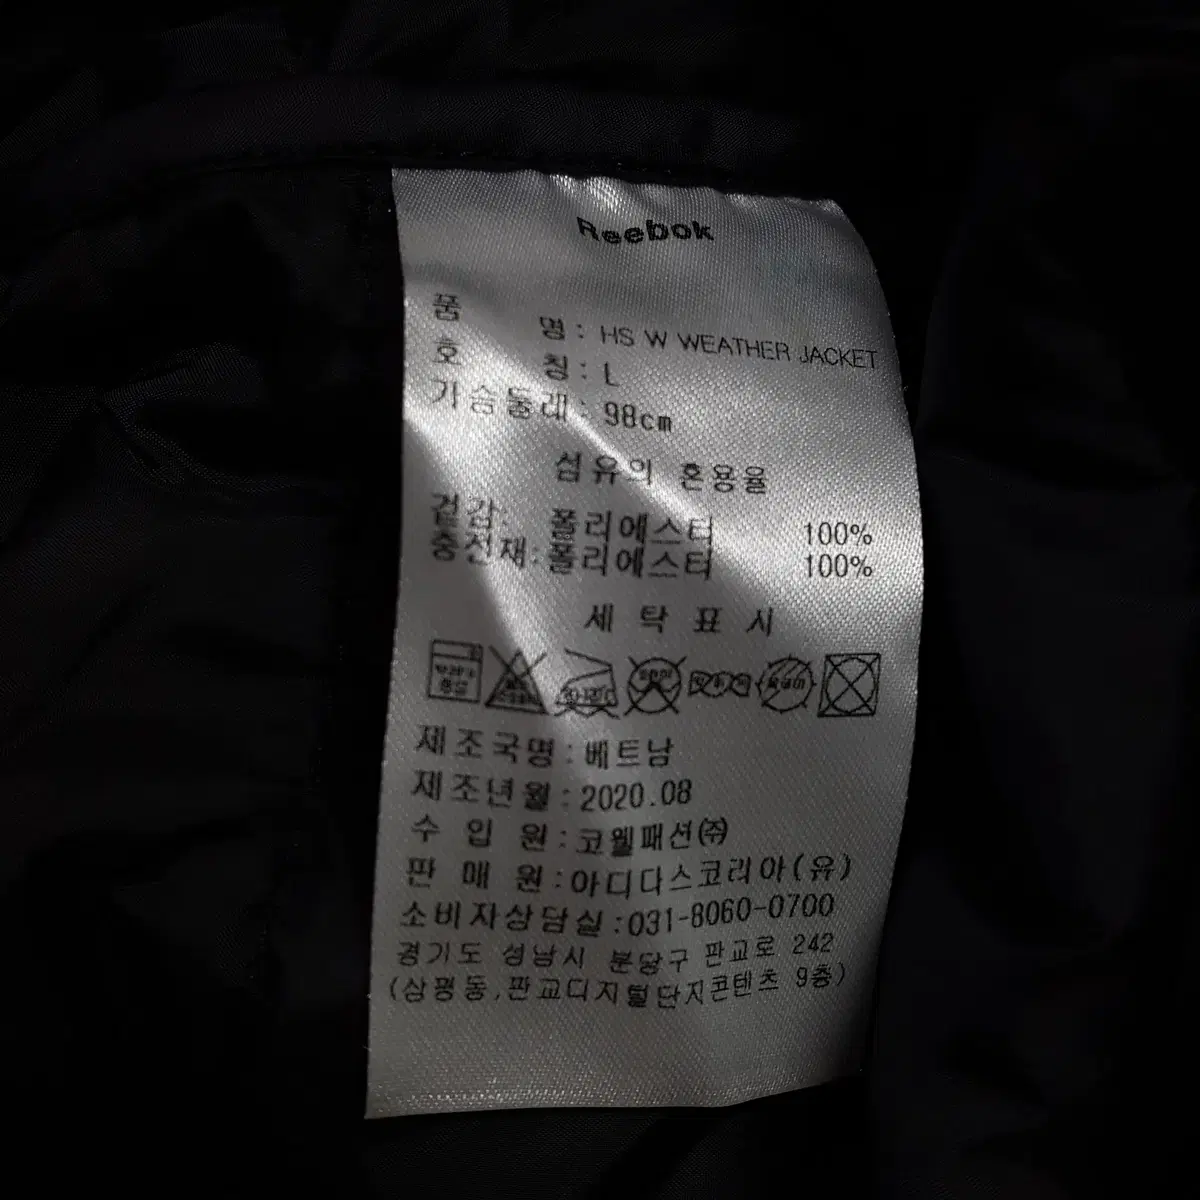 Reebok
품 명 : HS W WEATHER JACKET
호 칭 : L
가슴둘레 : 98cm
섬유의 혼용율
겉감: 폴리에스터 100%
충전재:폴리에스터 100%
세 탁 표 시
제조국명 : 베트남
제조년월 : 2020.08
수 입 원 : 코웰패션㈜
판 매 원 : 아디다스코리아(유)
소비자상담실 :031-8060-0700
경기도 성남시 분당구 판교로 242
(삼평동,판교디지털단지콘텐츠 9층)